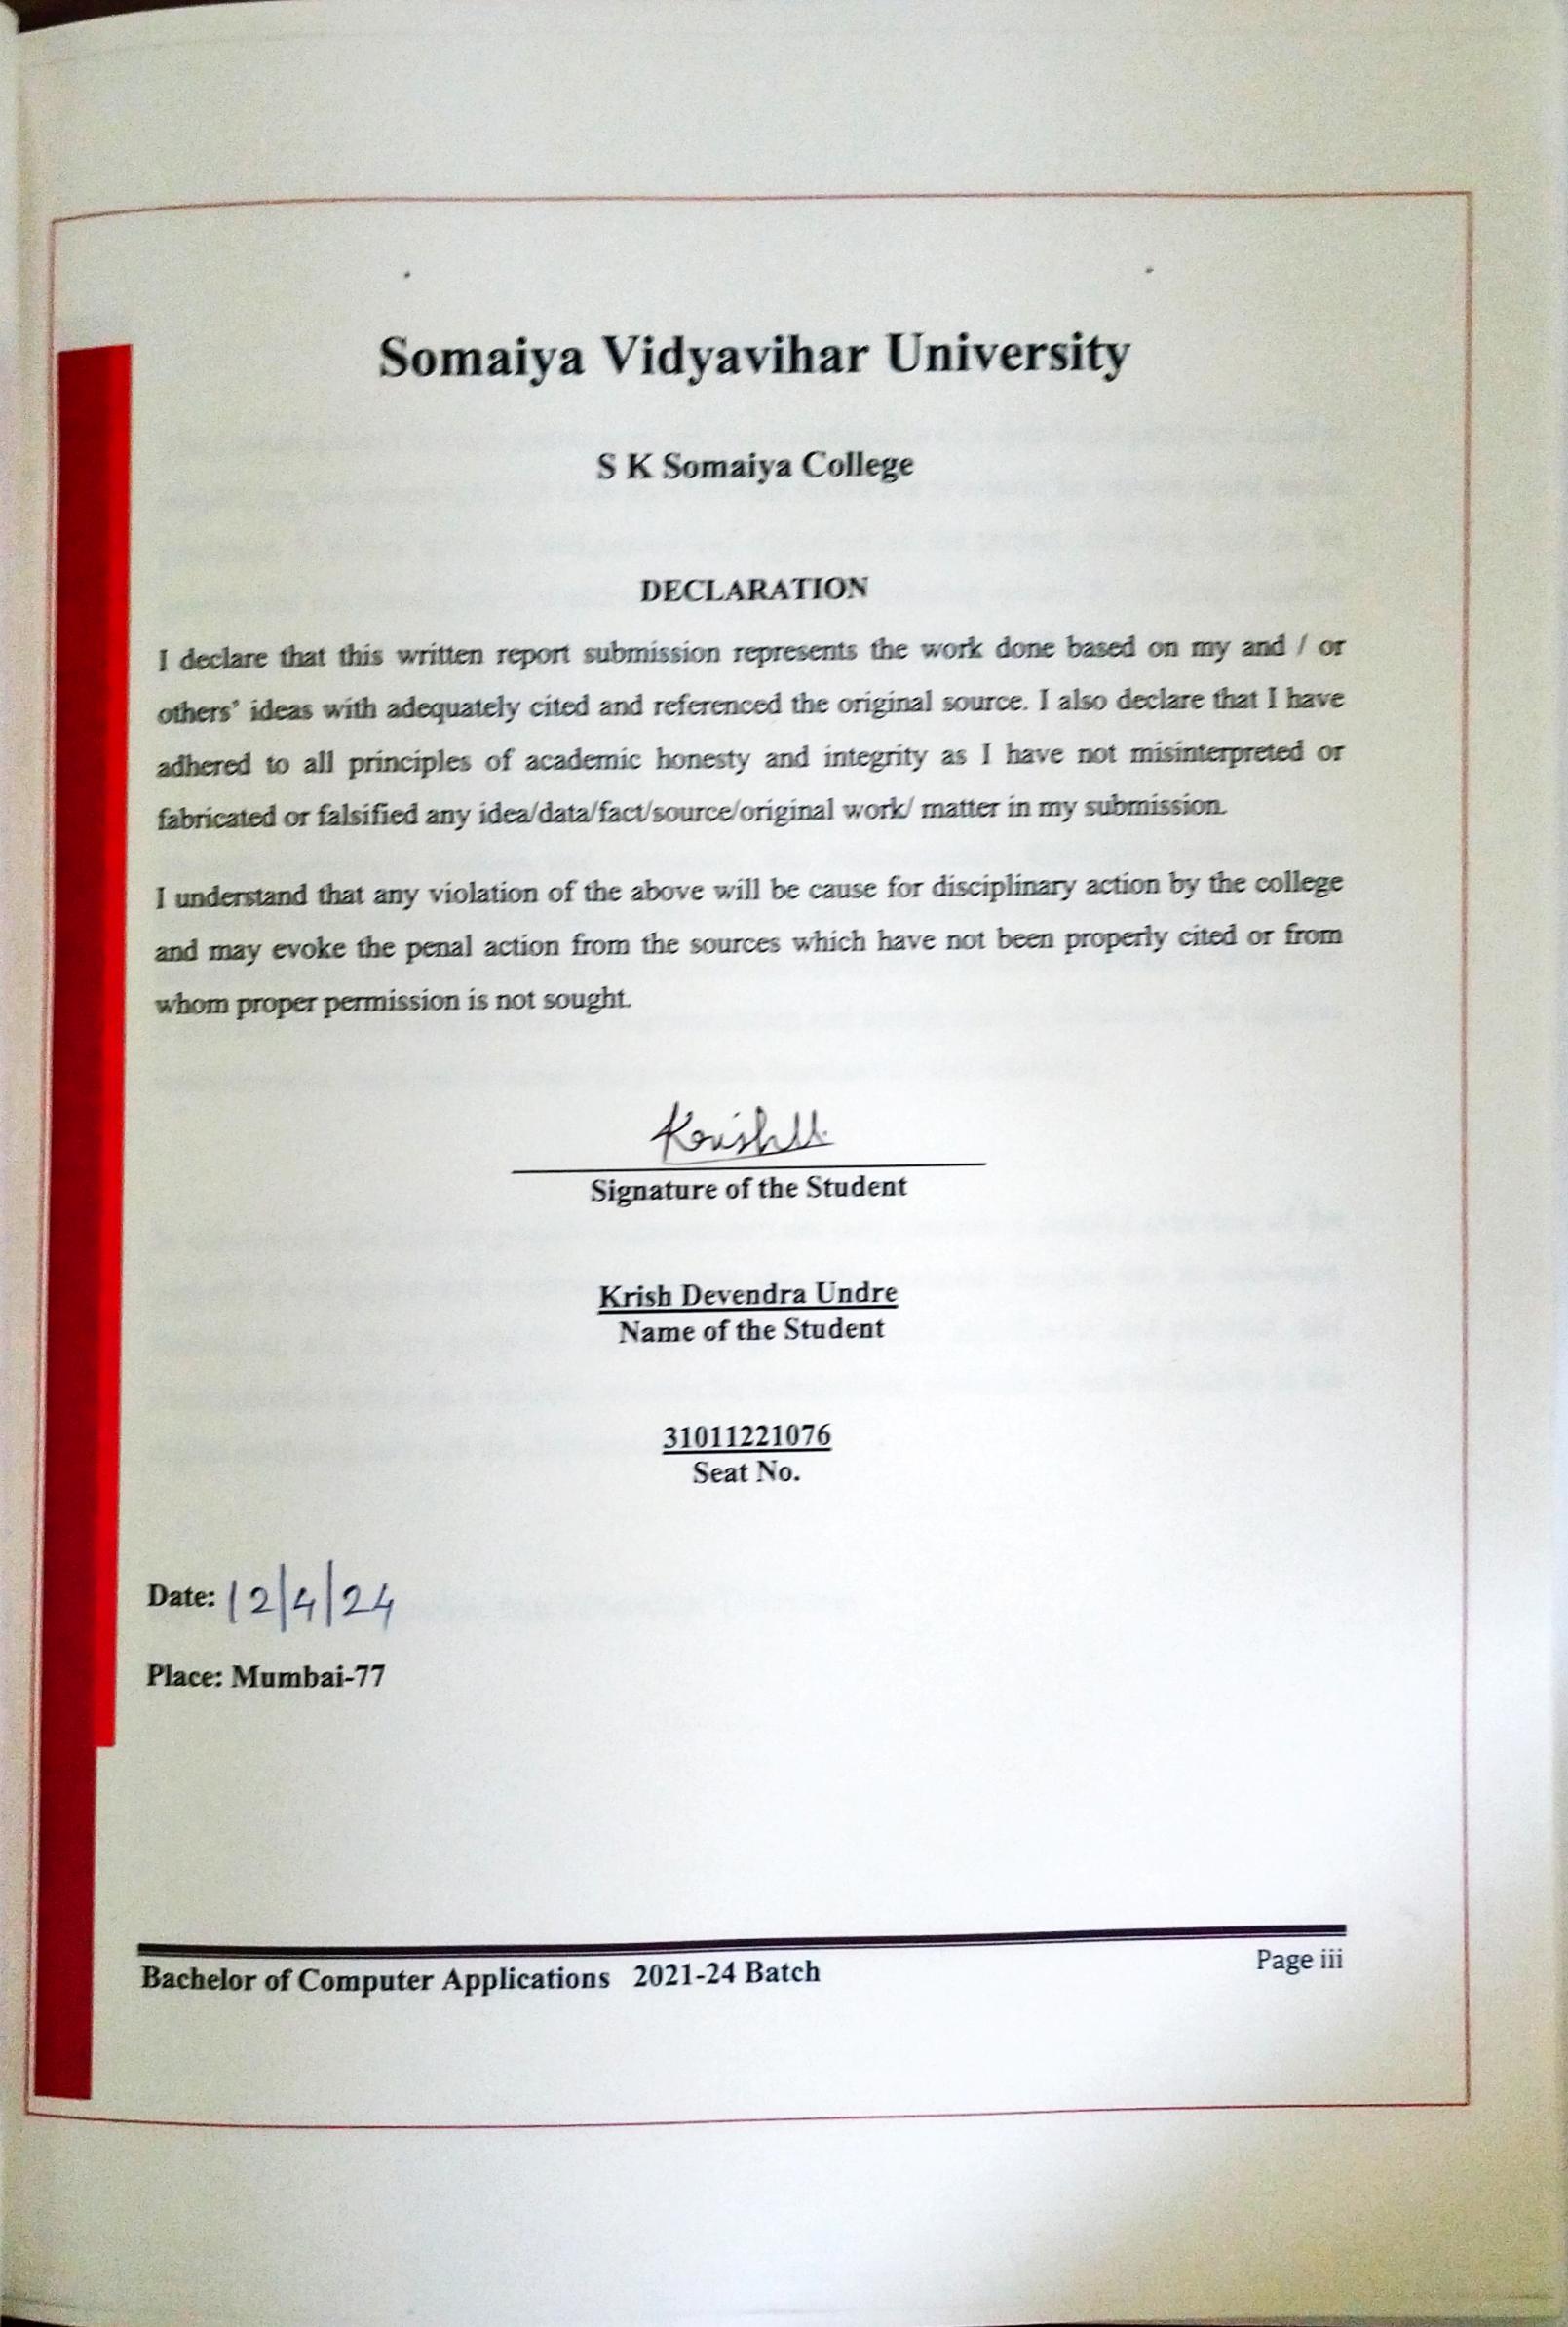 Somaiya Vidyavihar University
S K Somaiya College
DECLARATION
I declare that this written report submission represents the work done based on my and / or
others' ideas with adequately cited and referenced the original source. I also declare that I have
adhered to all principles of academic honesty and integrity as I have not misinterpreted or
fabricated or falsified any idea/data/fact/source/original work/ matter in my submission.
I understand that any violation of the above will be cause for disciplinary action by the college
and may evoke the penal action from the sources which have not been properly cited or from
whom proper permission is not sought.
Signature of the Student
Krish Devendra Undre
Name of the Student
31011221076
Seat No.
Date: 12/4/24
Place: Mumbai-77
Bachelor of Computer Applications 2021-24 Batch
Page iii